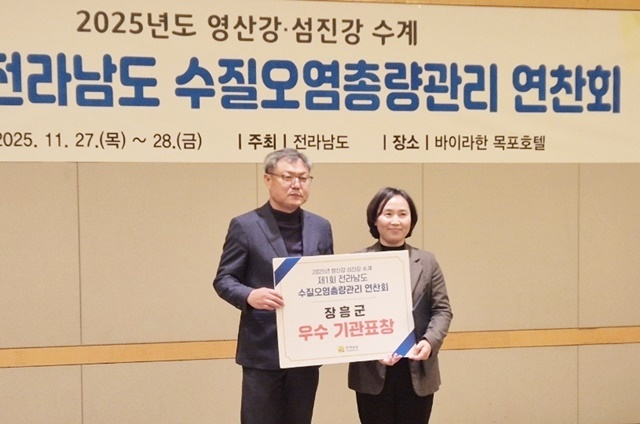 2025년도 영산강·섬진강 수계
전라남도 수질오염총량관리 연찬회
2025. 11. 27.(목) ~ 28.(금) | 주최 | 전라남도 | 장소 | 바이라한 목포호텔
2025년 영산강·섬진강 수계
제1회 전라남도
수질오염총량관리 연찬회
장흥군
우수 기관표창